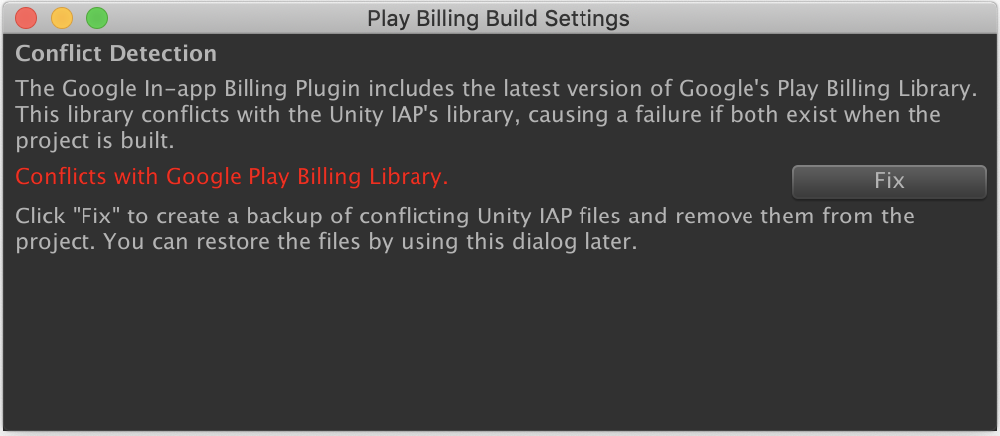 Play Billing Build Settings
Conflict Detection
The Google In-app Billing Plugin includes the latest version of Google's Play Billing Library.
This library conflicts with the Unity IAP's library, causing a failure if both exist when the
project is built.
Conflicts with Google Play Billing Library.
Fix
Click "Fix" to create a backup of conflicting Unity IAP files and remove them from the
project. You can restore the files by using this dialog later.